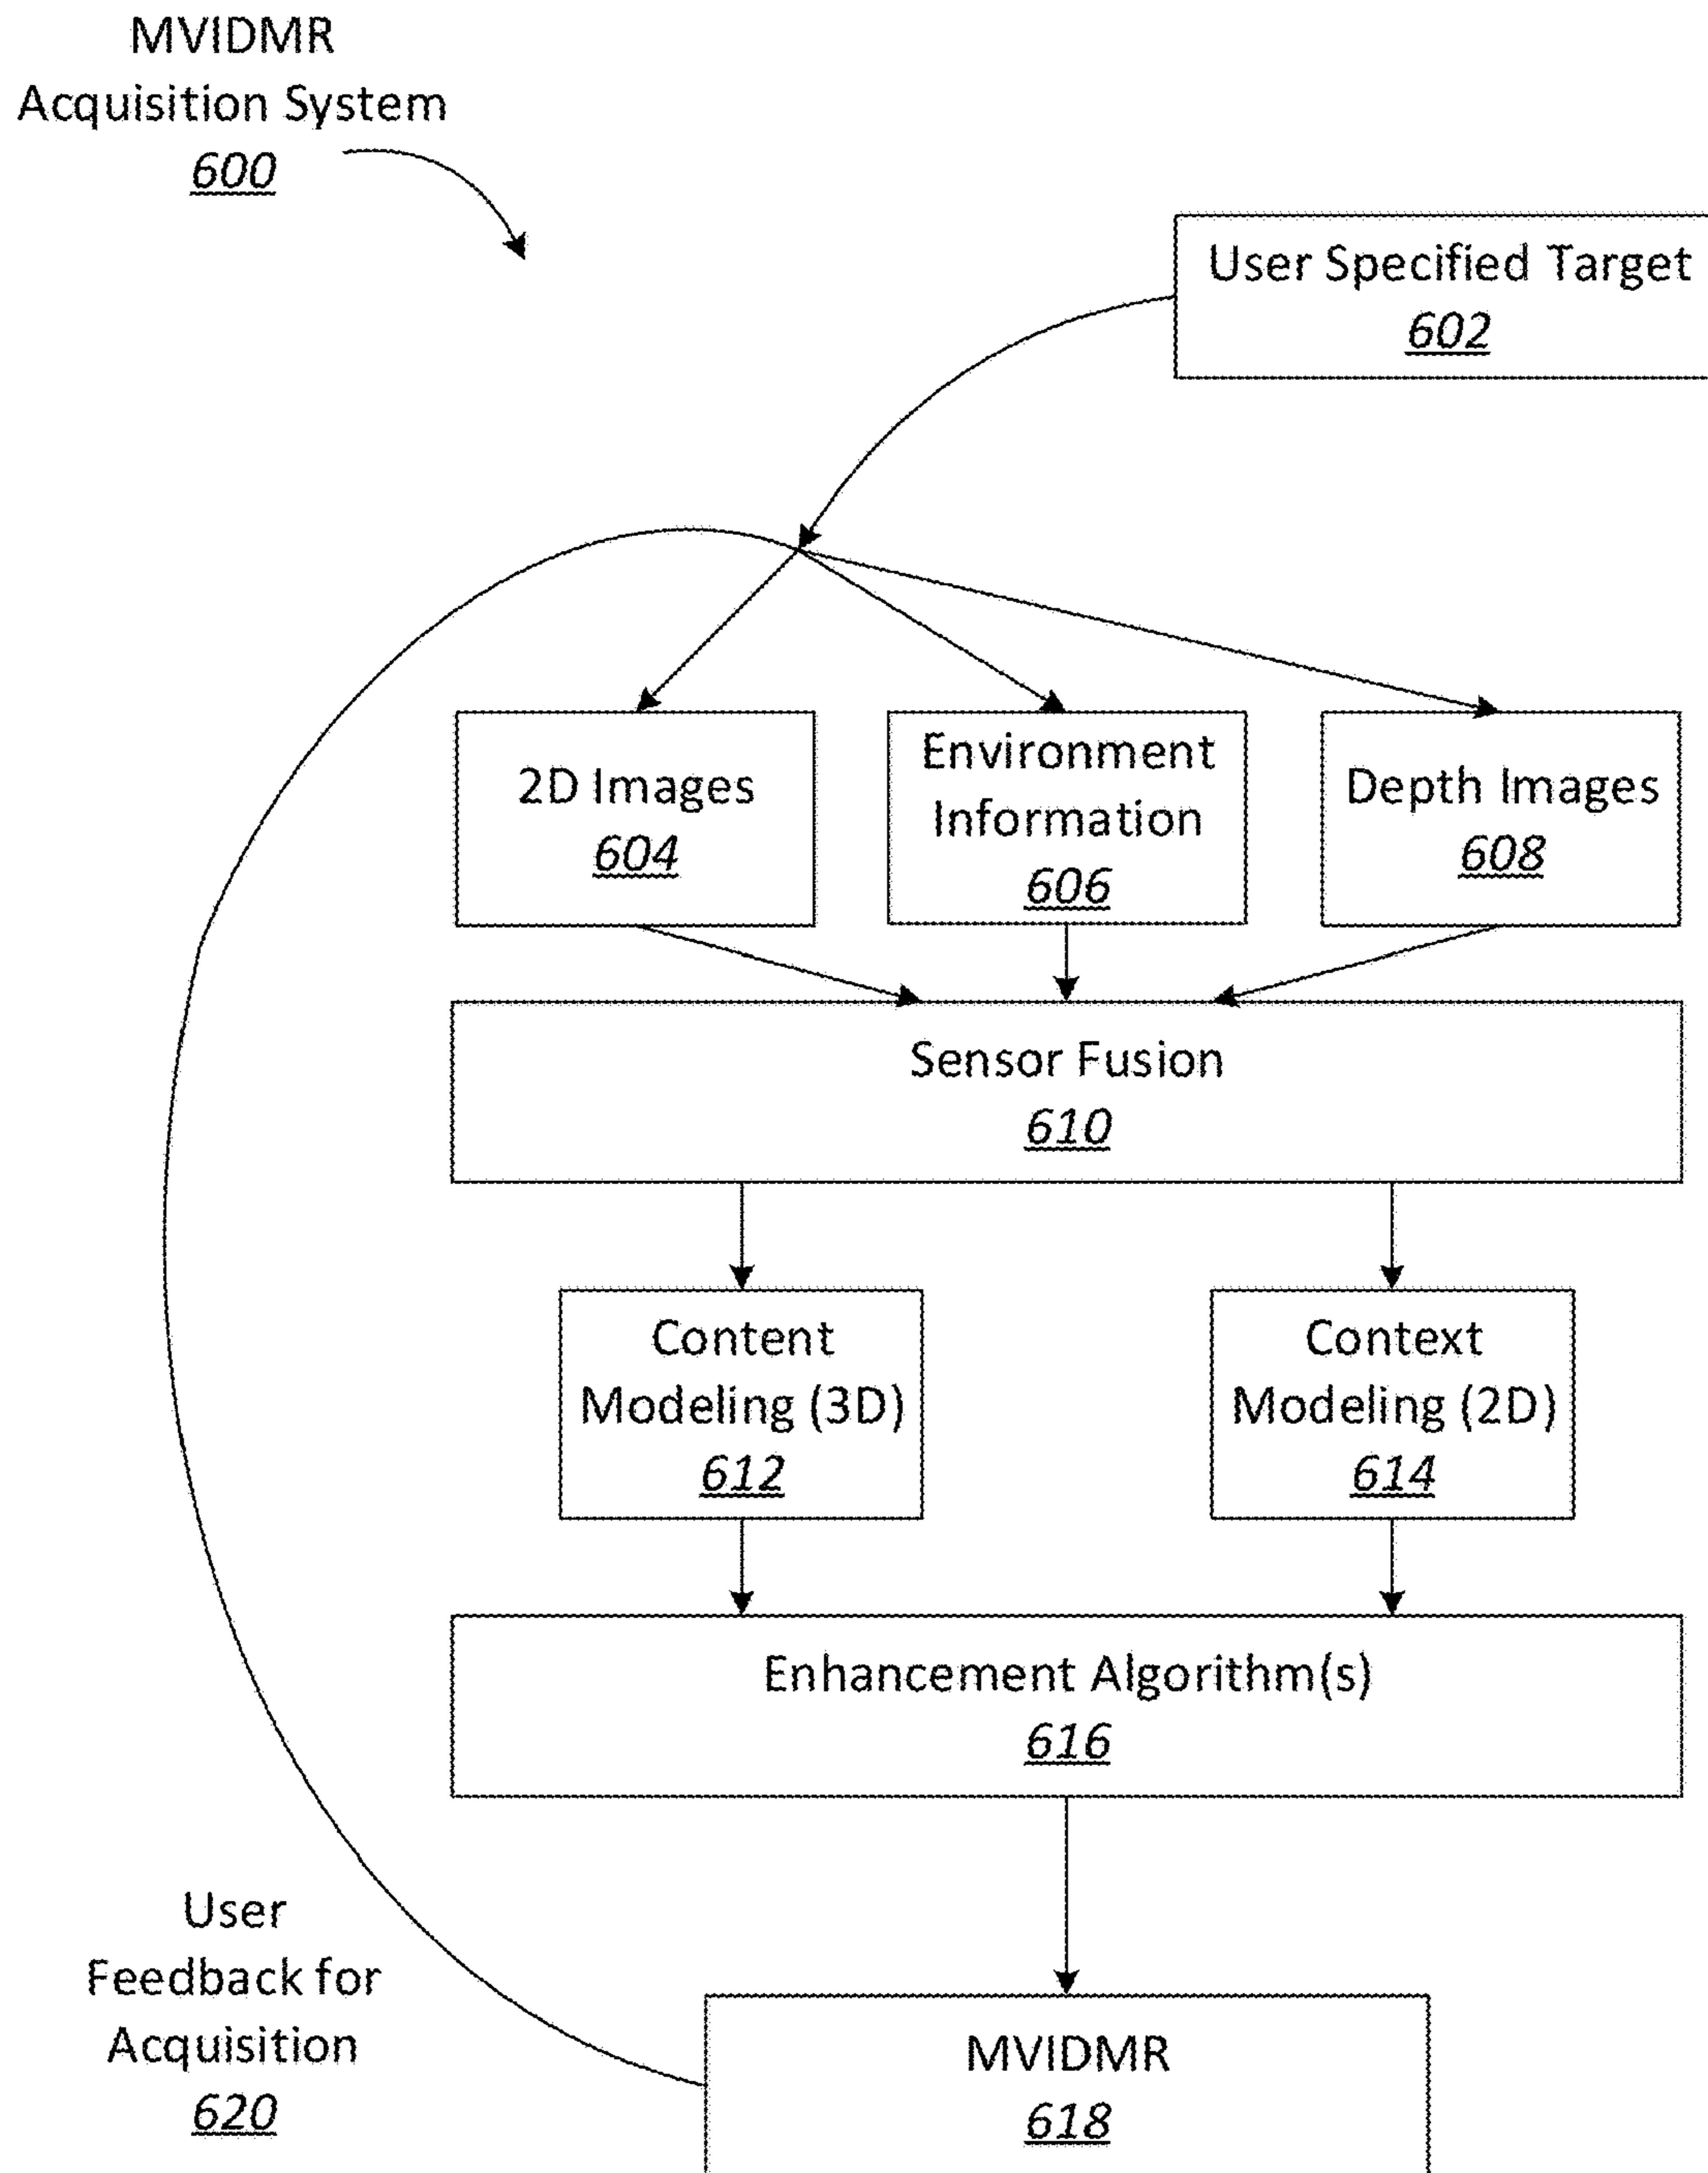 MVIDMR
Acquisition System
600
User Specified Target
602
2D Images
604
Environment
Information
606
Depth Images
608
Sensor Fusion
610
Content
Modeling (3D)
612
Context
Modeling (2D)
614
Enhancement Algorithm(s)
616
User
Feedback for
Acquisition
620
MVIDMR
618